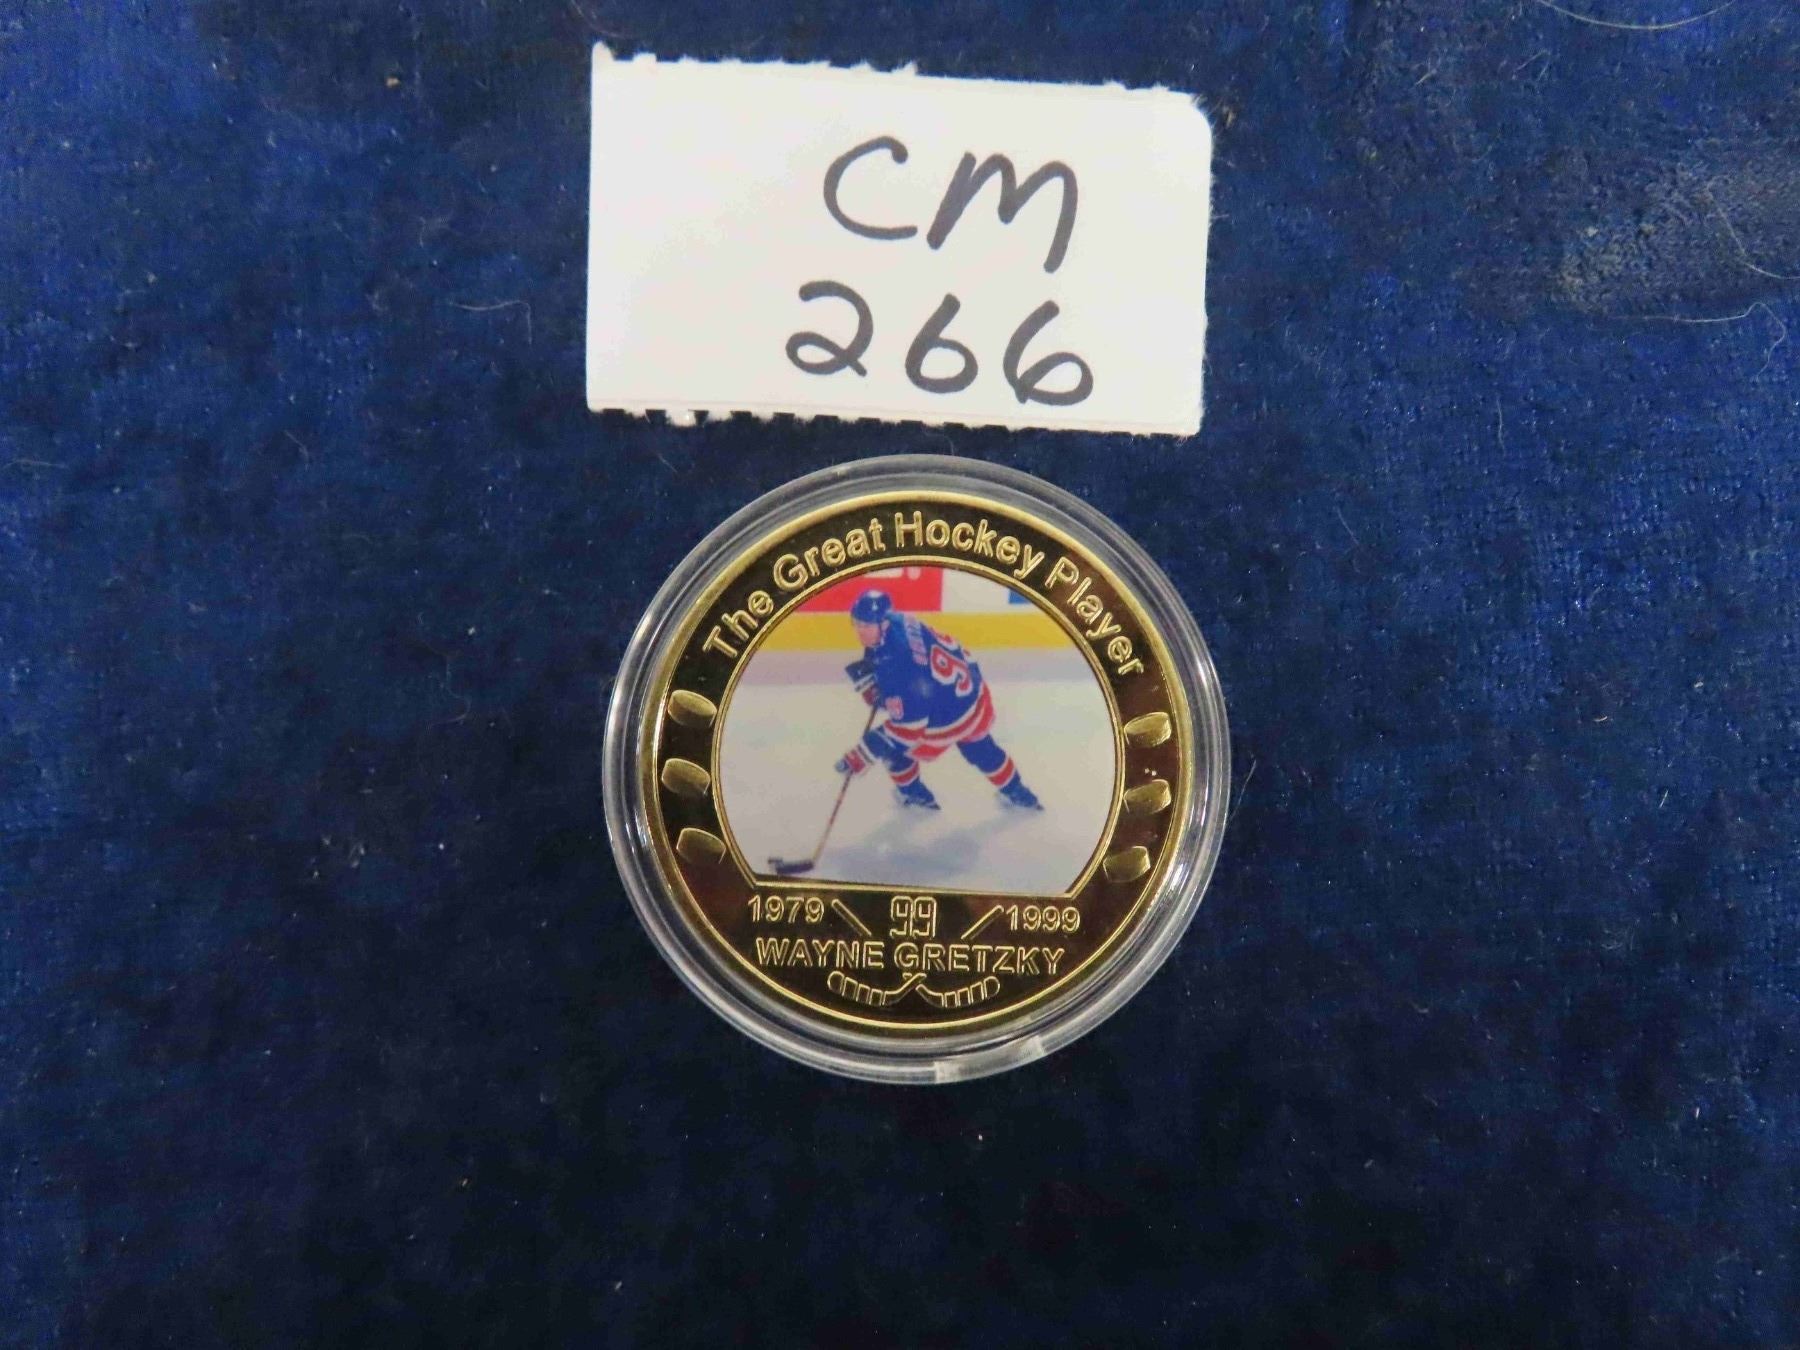 CM
266
The Great Hockey Player
1979 99 1999
WAYNE GRETZKY